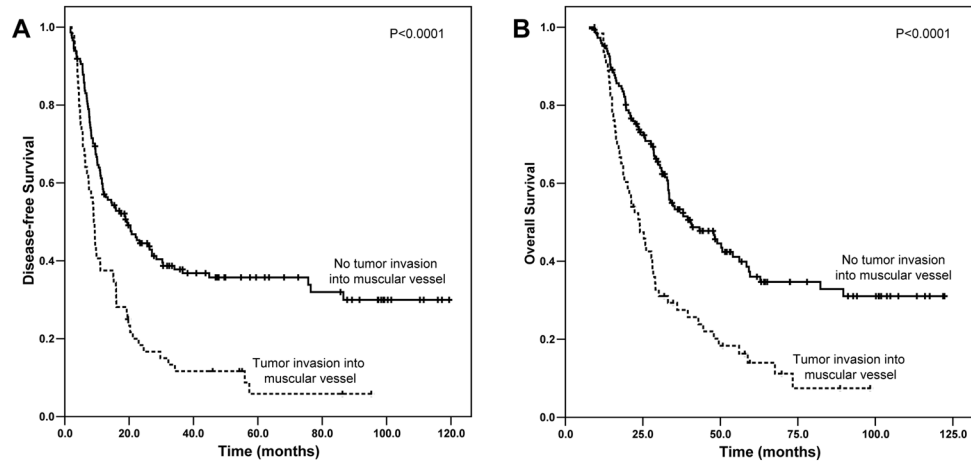 A
P<0.0001
Disease-free Survival
1.0
0.8
0.6
0.4
0.2
0.0
No tumor invasion
into muscular vessel
Tumor invasion into
muscular vessel
0.0 20.0 40.0 60.0 80.0 100.0 120.0
Time (months)
B
P<0.0001
Overall Survival
1.0
0.8
0.6
0.4
0.2
0.0
No tumor invasion
into muscular vessel
Tumor invasion into
muscular vessel
0.0 25.0 50.0 75.0 100.0 125.0
Time (months)